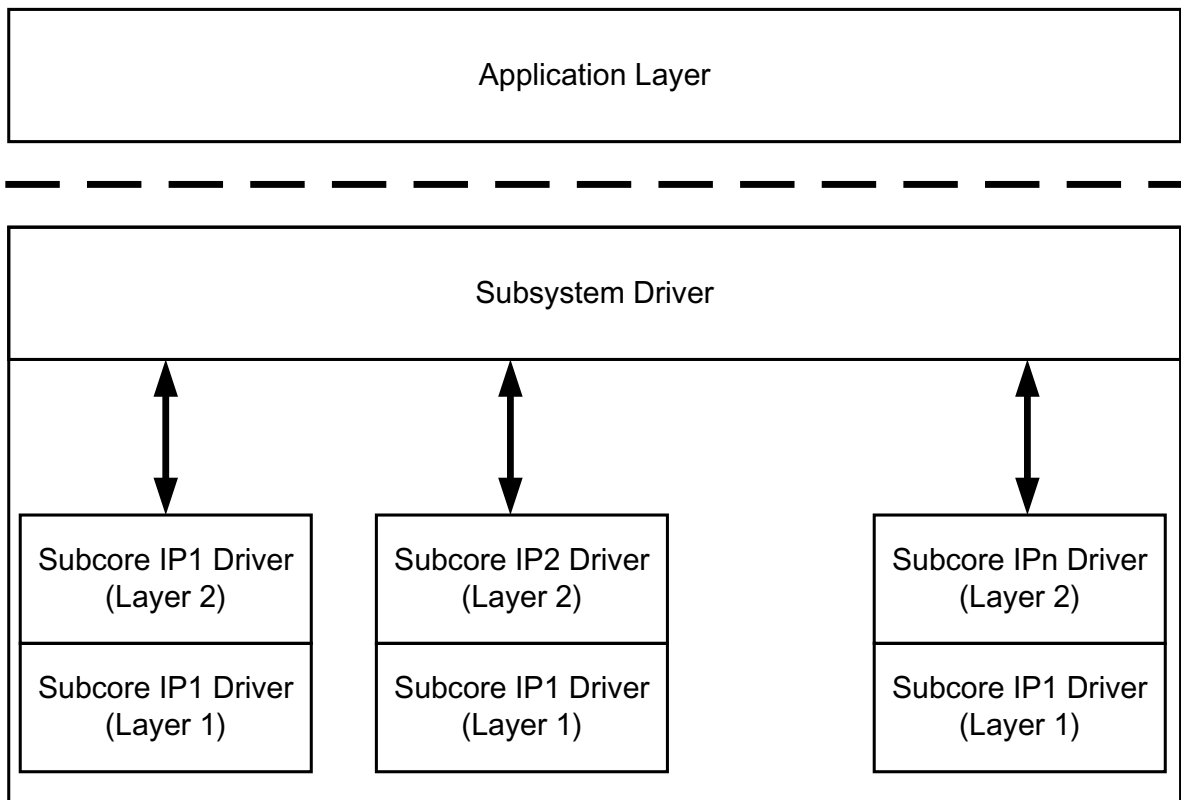 Application Layer
Subsystem Driver
Subcore IP1 Driver
(Layer 2)
Subcore IP2 Driver
(Layer 2)
Subcore IPn Driver
(Layer 2)
Subcore IP1 Driver
(Layer 1)
Subcore IP1 Driver
(Layer 1)
Subcore IP1 Driver
(Layer 1)